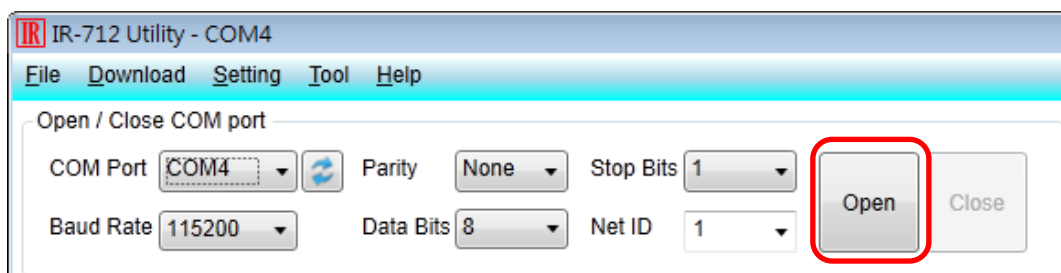 IR IR-712 Utility - COM4
File Download Setting Tool Help
Open / Close COM port
COM Port COM4 Parity None Stop Bits 1 Open Close
Baud Rate 115200 Data Bits 8 Net ID 1